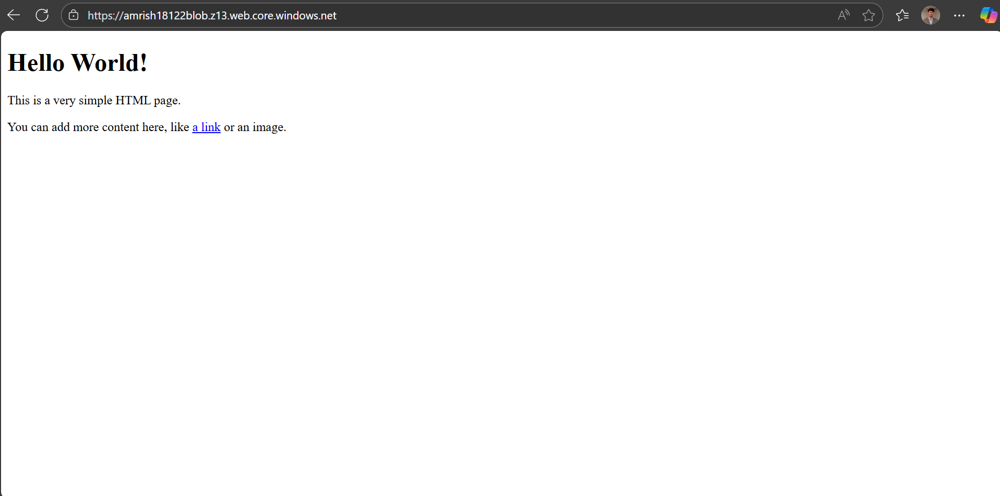 https://amrish18122blob.z13.web.core.windows.net
Hello World!
This is a very simple HTML page.
You can add more content here, like a link or an image.